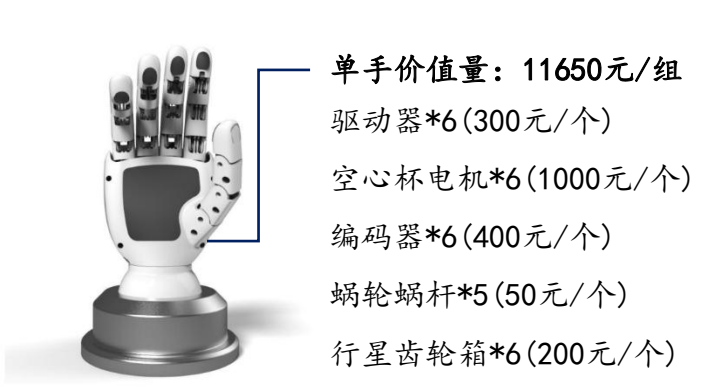 单手价值量：11650元/组
驱动器*6(300元/个)
空心杯电机*6(1000元/个)
编码器*6(400元/个)
蜗轮蜗杆*5(50元/个)
行星齿轮箱*6(200元/个)